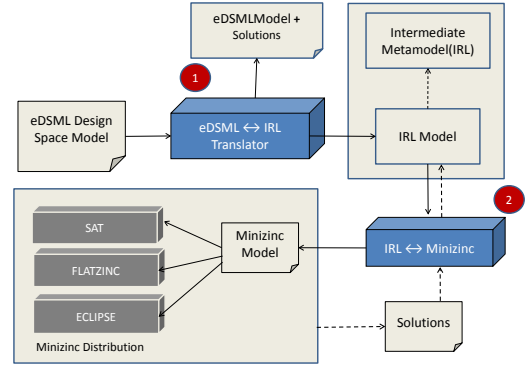 eDSMLModel +
Solutions
Intermediate
Metamodel(IRL)
1
eDSML Design
Space Model
eDSML ↔ IRL
Translator
IRL Model
2
SAT
FLATZINC
ECLIPSE
Minizinc
Model
IRL ↔ Minizinc
Solutions
Minizinc Distribution